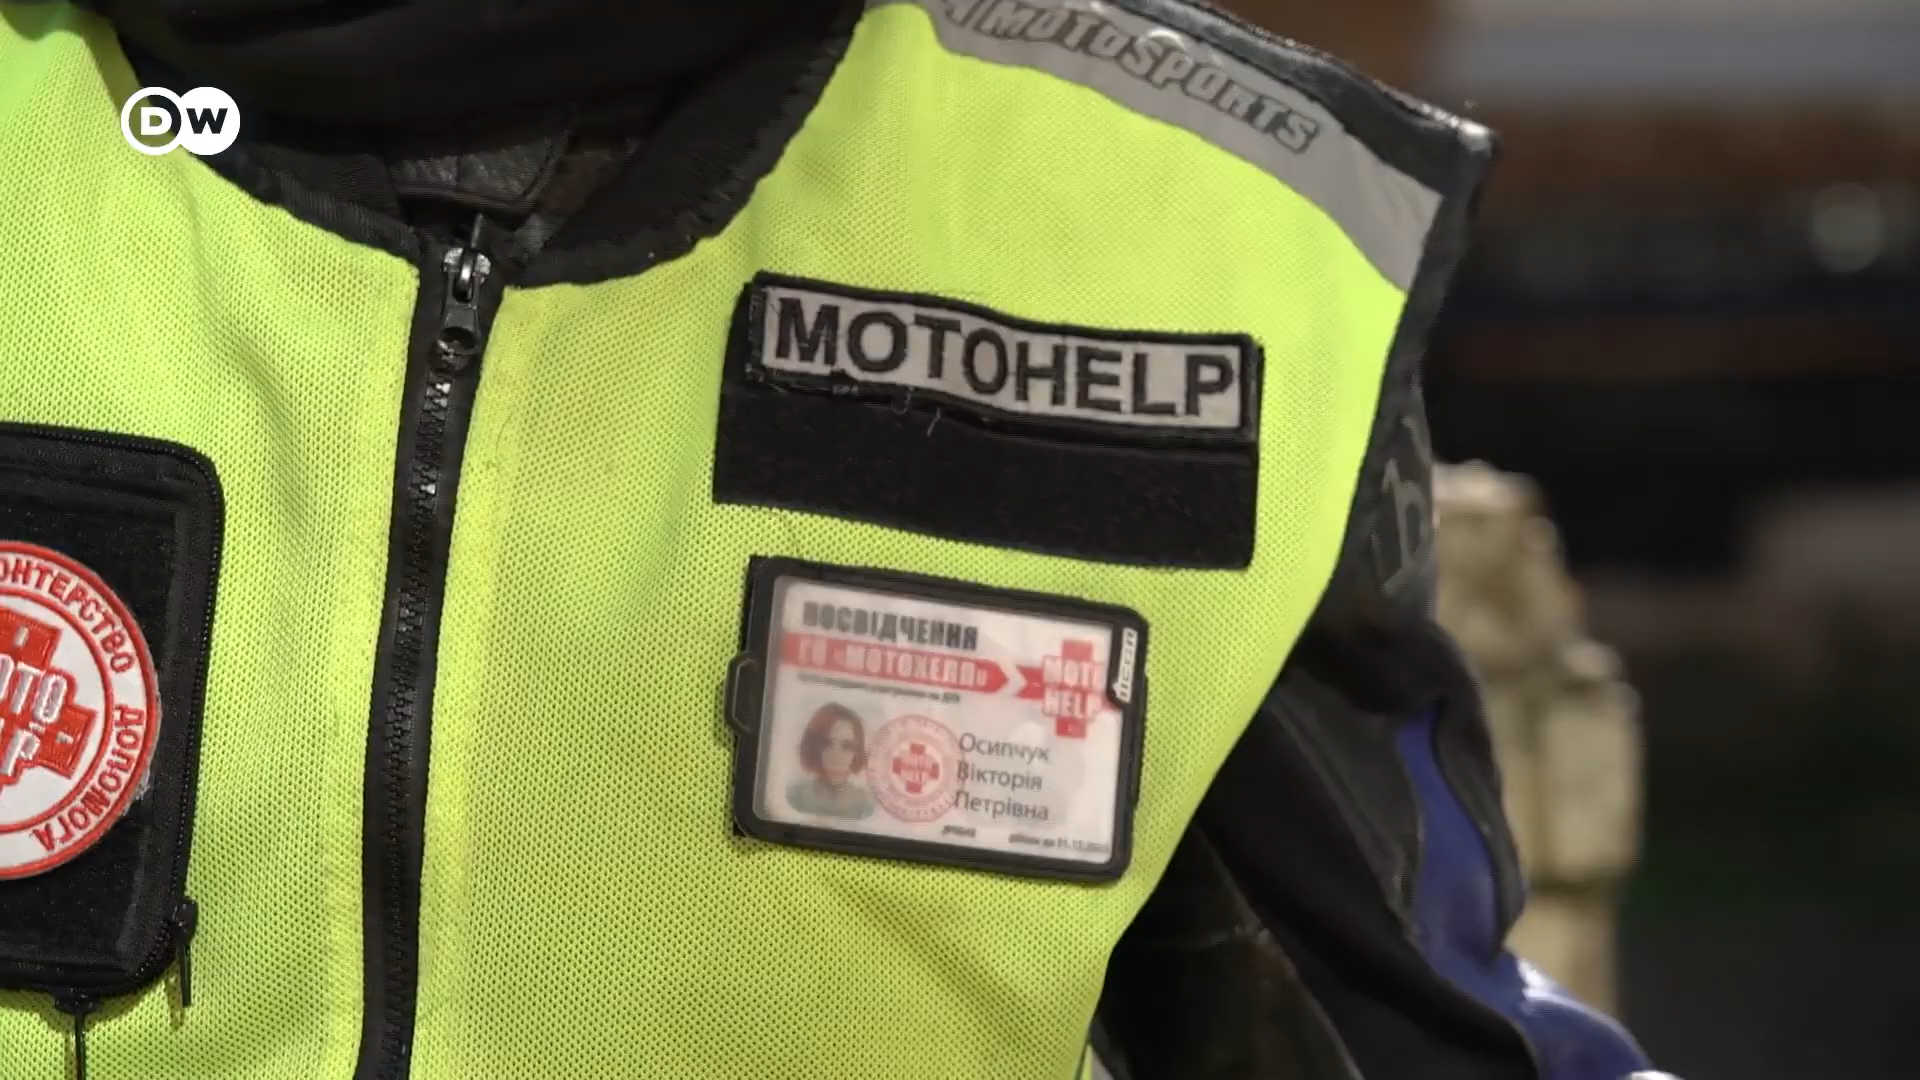 DW
MOTOSPORTS
MOTOHELP
ПОСВІДЧЕННЯ
ГО «МОТОХЕЛП»
MOTO
HELP
Осипчук
Вікторія
Петрівна
ДОПОМОГА